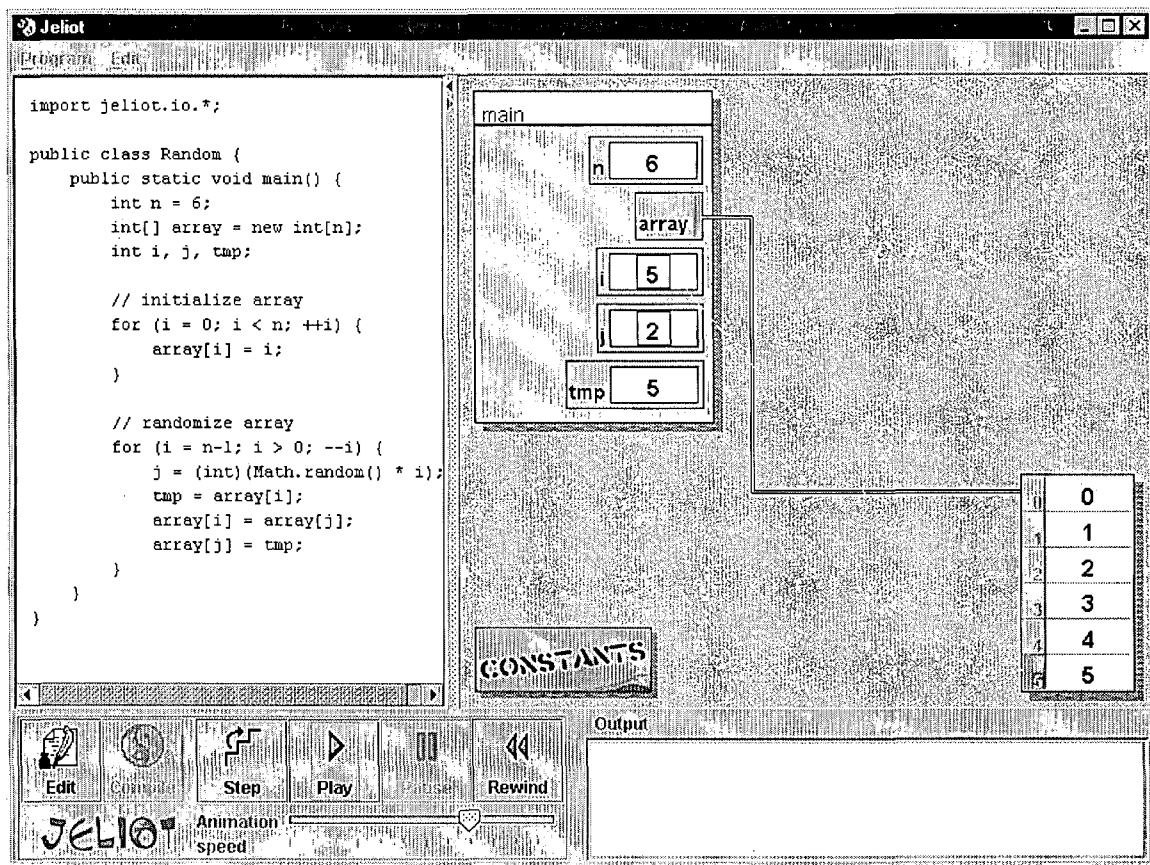 Jeliot
Program Edit
import jeliot.io.*;
public class Random {
public static void main() {
int n = 6;
int[] array = new int[n];
int i, j, tmp;
// initialize array
for (i = 0; i < n; ++i) {
array[i] = i;
}
// randomize array
for (i = n-1; i > 0; --i) {
j = (int)(Math.random() * i);
tmp = array[i];
array[i] = array[j];
array[j] = tmp;
}
}
}
main
n 6
array
i 5
j 2
tmp 5
0 0
1 1
2 2
3 3
4 4
5 5
CONSTANTS
Edit Compile Step Play Pause Rewind
JELIOT
Animation
speed
Output